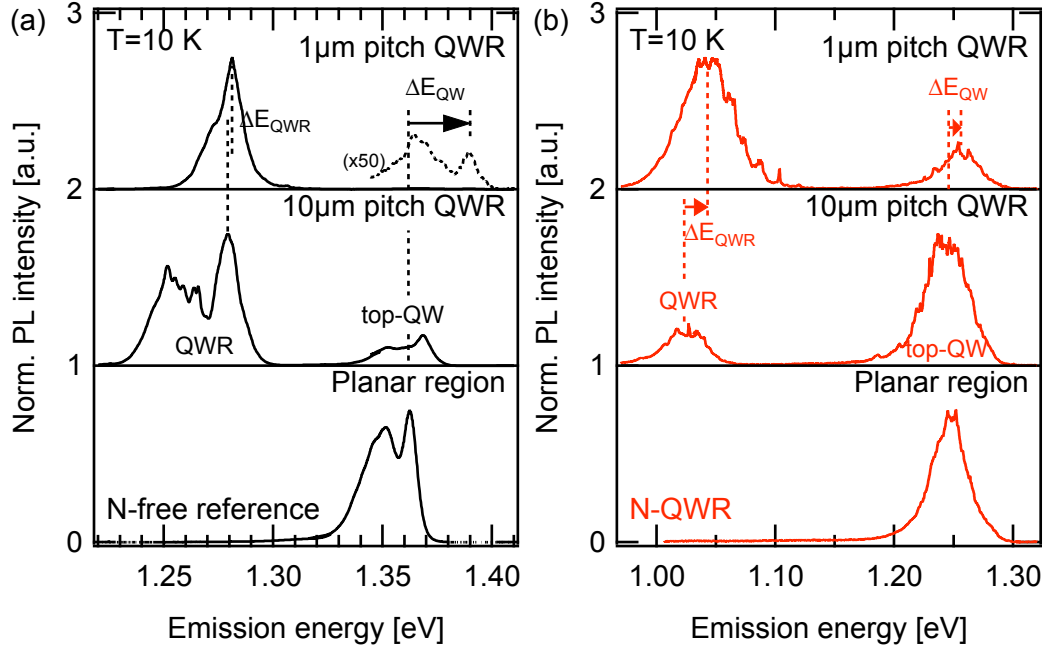 (a)
T=10 K
1µm pitch QWR
ΔE_QW
ΔE_QWR
(x50)
10µm pitch QWR
top-QW
QWR
Planar region
N-free reference
3
2
1
0
Norm. PL intensity [a.u.]
1.25
1.30
1.35
1.40
Emission energy [eV]
(b)
T=10 K
1µm pitch QWR
ΔE_QW
10µm pitch QWR
ΔE_QWR
QWR
top-QW
Planar region
N-QWR
3
2
1
0
Norm. PL intensity [a.u.]
1.00
1.10
1.20
1.30
Emission energy [eV]